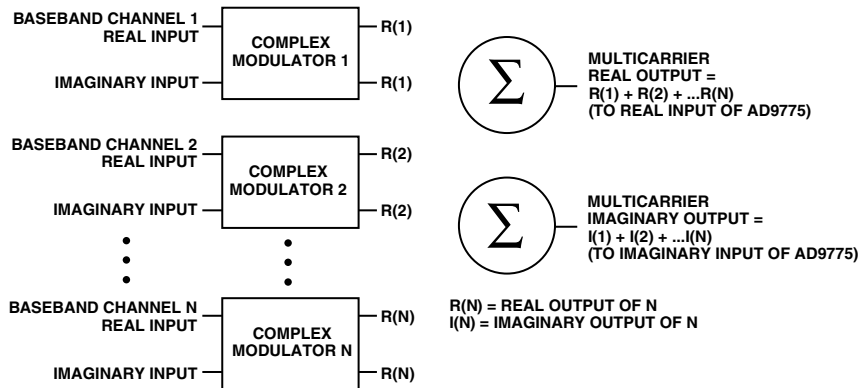 BASEBAND CHANNEL 1
REAL INPUT
IMAGINARY INPUT
COMPLEX
MODULATOR 1
R(1)
R(1)
BASEBAND CHANNEL 2
REAL INPUT
IMAGINARY INPUT
COMPLEX
MODULATOR 2
R(2)
R(2)
BASEBAND CHANNEL N
REAL INPUT
IMAGINARY INPUT
COMPLEX
MODULATOR N
R(N)
R(N)
Σ
MULTICARRIER
REAL OUTPUT =
R(1) + R(2) + ...R(N)
(TO REAL INPUT OF AD9775)
Σ
MULTICARRIER
IMAGINARY OUTPUT =
I(1) + I(2) + ...I(N)
(TO IMAGINARY INPUT OF AD9775)
R(N) = REAL OUTPUT OF N
I(N) = IMAGINARY OUTPUT OF N